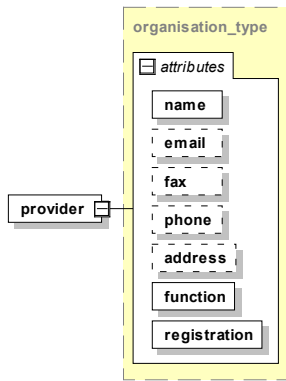 organisation_type
attributes
name
email
fax
phone
provider
address
function
registration